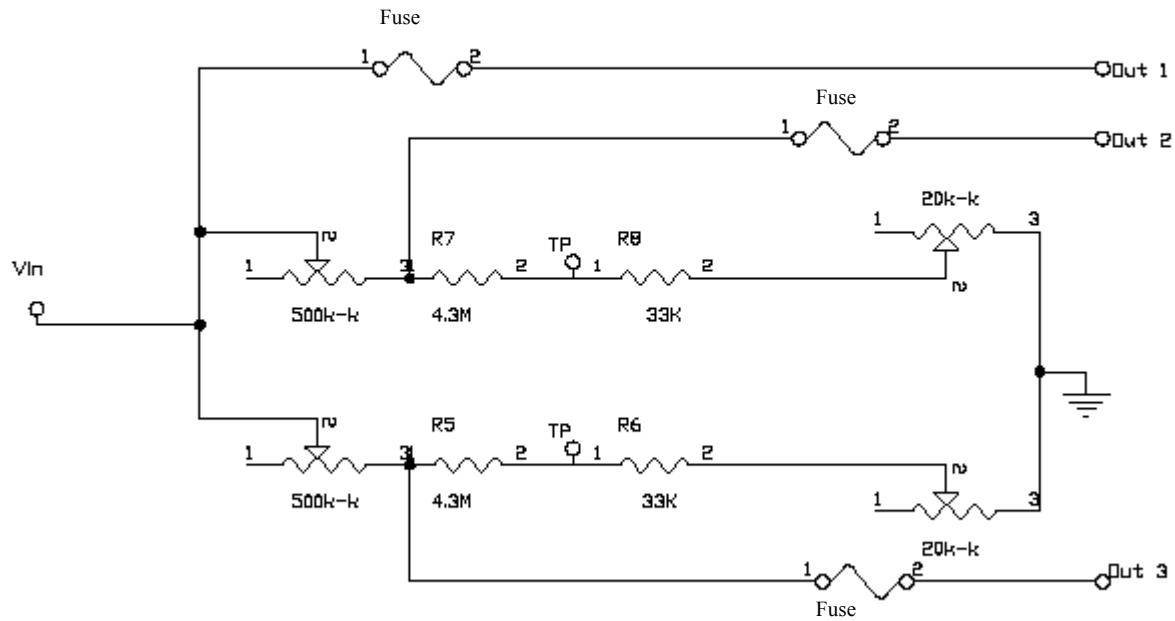 Fuse
1 2
Out 1
Fuse
1 2
Out 2
20k-k
1 3
2
2
R7 TP R8
1 3 2 1 2
500k-k 4.3M 33K
Vin
2
R5 TP R6
1 3 2 1 2
500k-k 4.3M 33K
2
1 3
20k-k
1 2
Out 3
Fuse